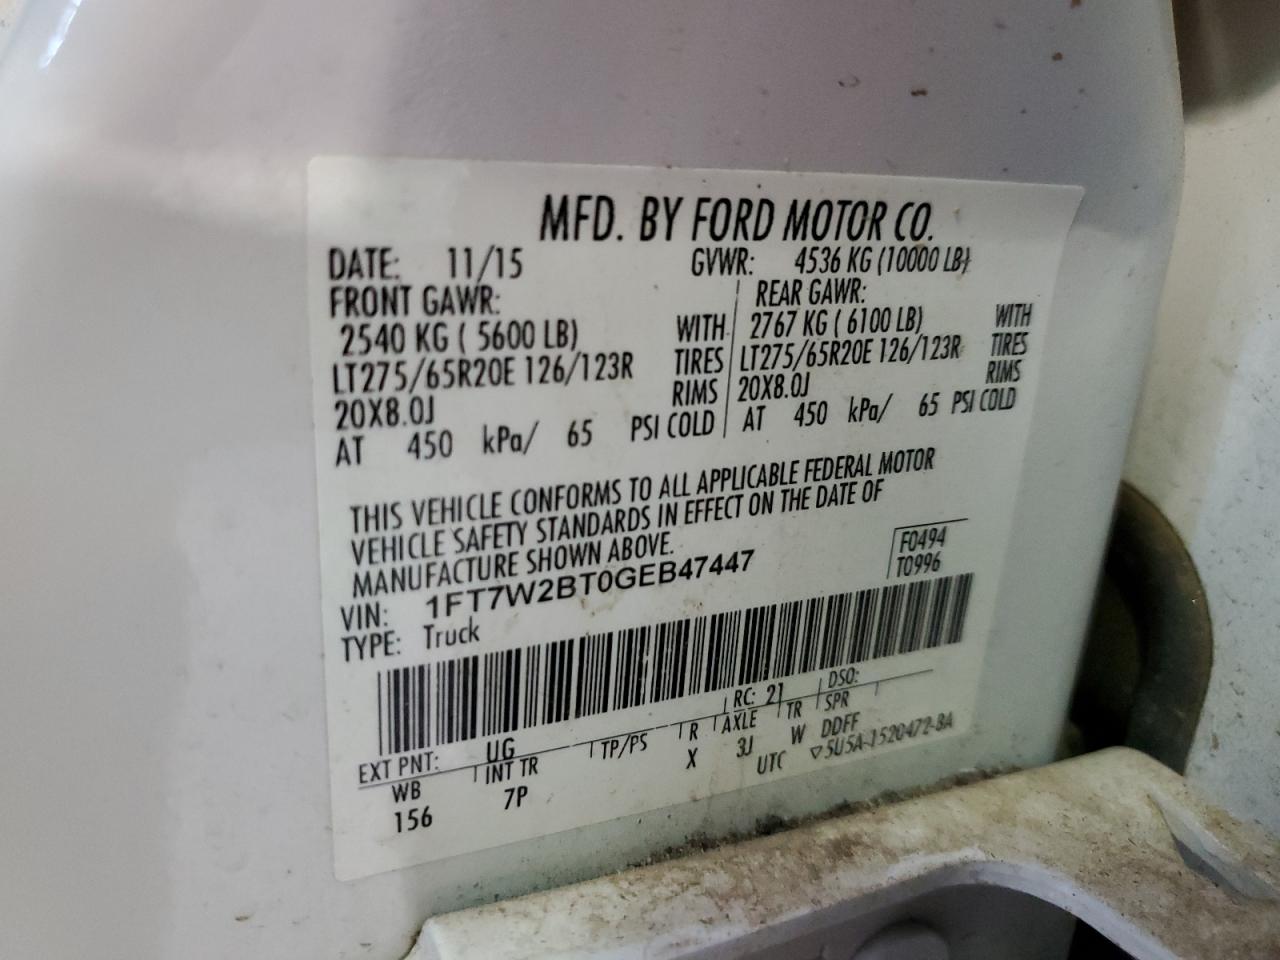 MFD. BY FORD MOTOR CO.
DATE: 11/15 GVWR: 4536 KG (10000 LB)
FRONT GAWR: REAR GAWR:
2540 KG ( 5600 LB) WITH 2767 KG ( 6100 LB) WITH
LT275/65R20E 126/123R TIRES LT275/65R20E 126/123R TIRES
20X8.0J RIMS 20X8.0J RIMS
AT 450 kPa/ 65 PSI COLD AT 450 kPa/ 65 PSI COLD
THIS VEHICLE CONFORMS TO ALL APPLICABLE FEDERAL MOTOR
VEHICLE SAFETY STANDARDS IN EFFECT ON THE DATE OF
MANUFACTURE SHOWN ABOVE.
VIN: 1FT7W2BT0GEB47447
F0494
T0996
TYPE: Truck
EXT PNT: UG RC: 21 DSO:
WB INT TR TP/PS R AXLE TR SPR
156 7P X 3J W DDFF
UTC ▽5U5A-1520472-BA